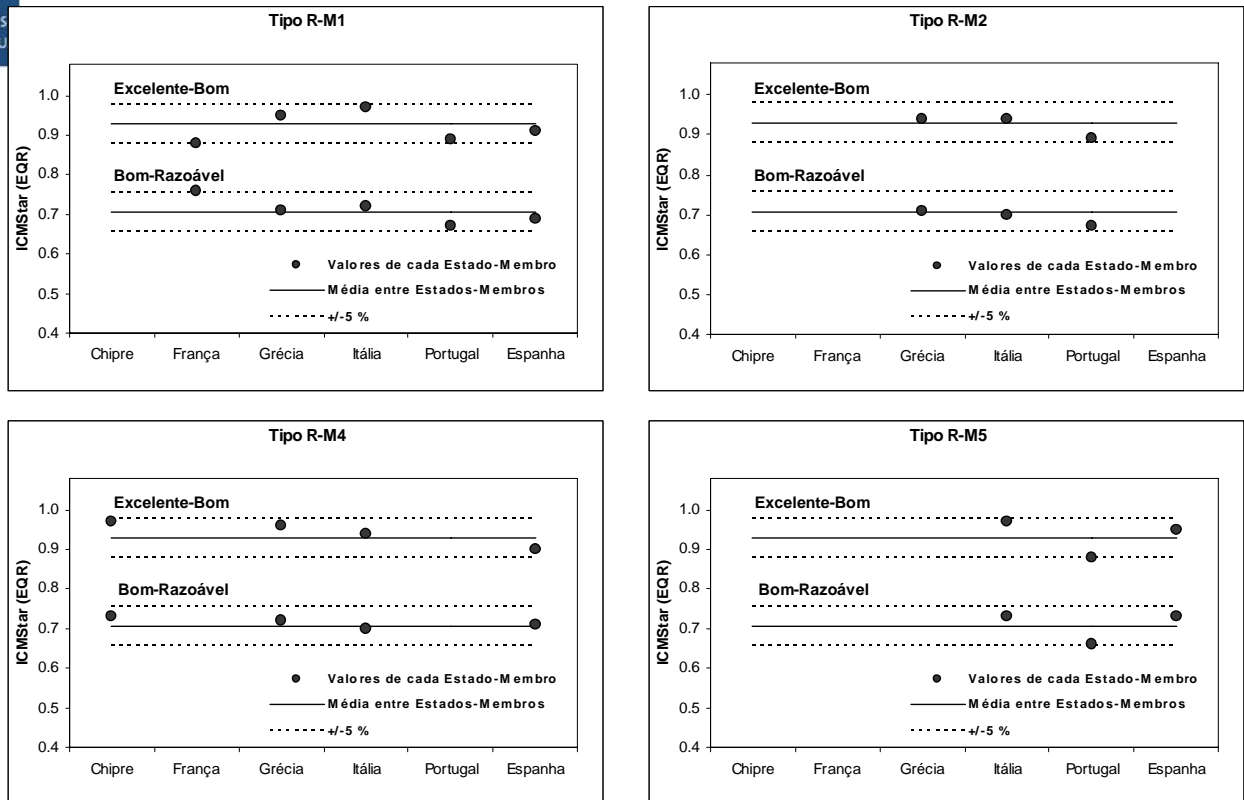 S
U
Tipo R-M1
Excelente-Bom
Bom-Razoável
ICMStar (EQR)
1.0
0.9
0.8
0.7
0.6
0.5
0.4
Valores de cada Estado-Membro
Média entre Estados-Membros
+/-5 %
Chipre França Grécia Itália Portugal Espanha
Tipo R-M2
Excelente-Bom
Bom-Razoável
ICMStar (EQR)
1.0
0.9
0.8
0.7
0.6
0.5
0.4
Valores de cada Estado-Membro
Média entre Estados-Membros
+/-5 %
Chipre França Grécia Itália Portugal Espanha
Tipo R-M4
Excelente-Bom
Bom-Razoável
ICMStar (EQR)
1.0
0.9
0.8
0.7
0.6
0.5
0.4
Valores de cada Estado-Membro
Média entre Estados-Membros
+/-5 %
Chipre França Grécia Itália Portugal Espanha
Tipo R-M5
Excelente-Bom
Bom-Razoável
ICMStar (EQR)
1.0
0.9
0.8
0.7
0.6
0.5
0.4
Valores de cada Estado-Membro
Média entre Estados-Membros
+/-5 %
Chipre França Grécia Itália Portugal Espanha